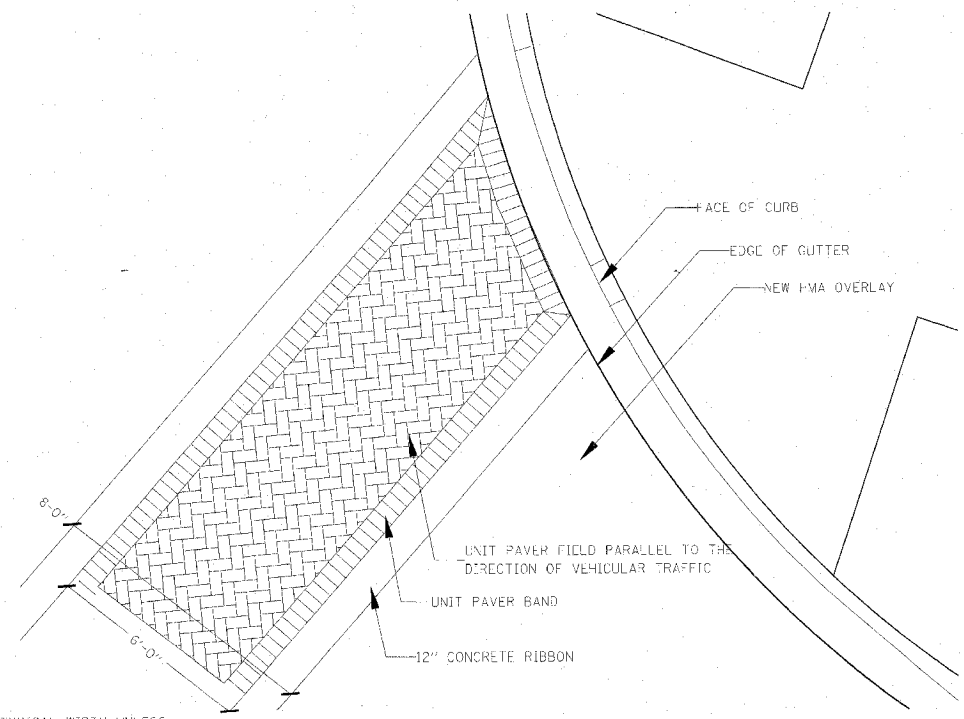 FACE OF CURB
EDGE OF GUTTER
NEW HMA OVERLAY
8'-0"
UNIT PAVER FIELD PARALLEL TO THE
DIRECTION OF VEHICULAR TRAFFIC
UNIT PAVER BAND
6'-0"
12" CONCRETE RIBBON